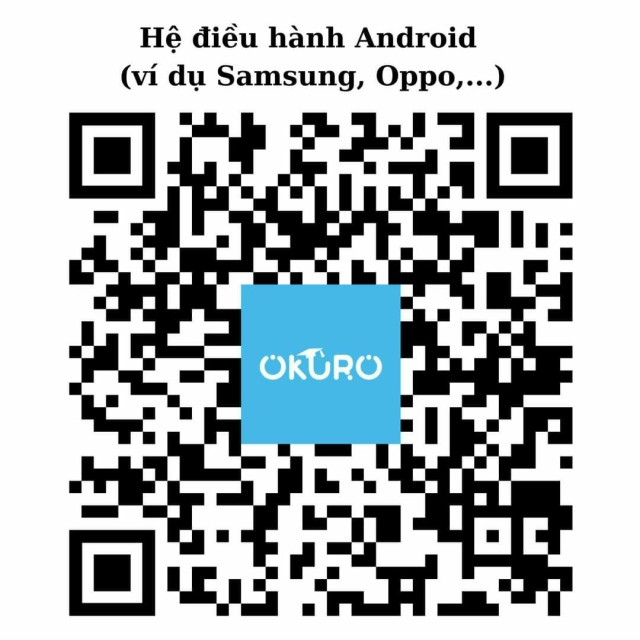 Hệ điều hành Android
(ví dụ Samsung, Oppo,...)
OKURO